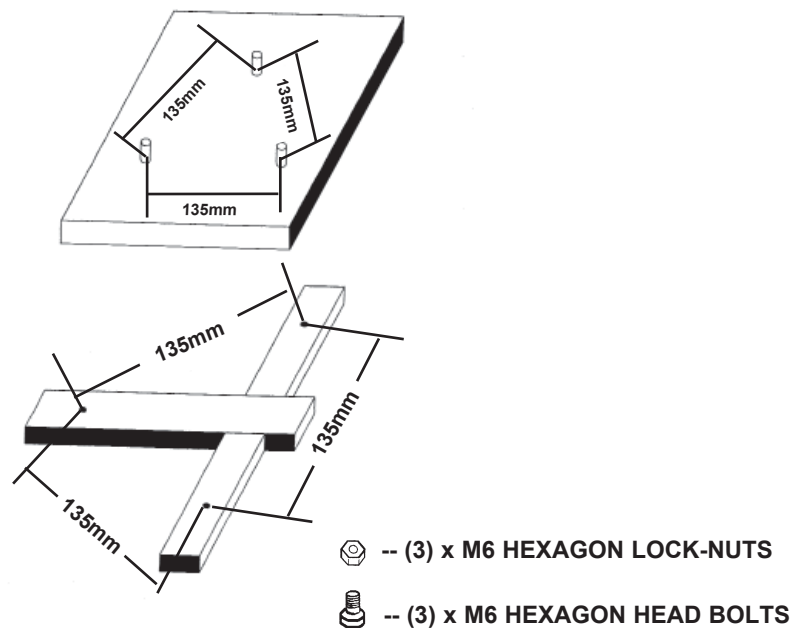 135mm
135mm
135mm
135mm
135mm
135mm
-- (3) x M6 HEXAGON LOCK-NUTS
-- (3) x M6 HEXAGON HEAD BOLTS